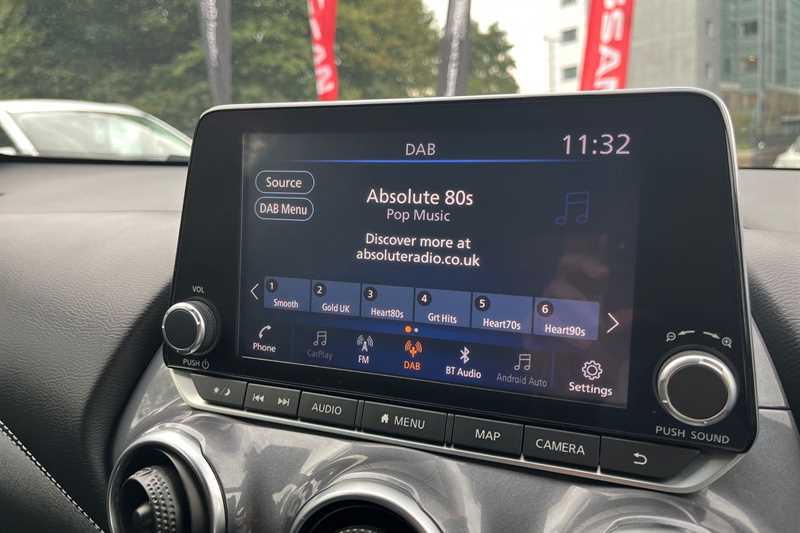 NISSAN
NISSAN
DAB
11:32
Source
DAB Menu
Absolute 80s
Pop Music
Discover more at
absoluteradio.co.uk
1 Smooth
2 Gold UK
3 Heart80s
4 Grt Hits
5 Heart70s
6 Heart90s
Phone
CarPlay
FM
DAB
BT Audio
Android Auto
Settings
VOL
PUSH
AUDIO
MENU
MAP
CAMERA
PUSH SOUND